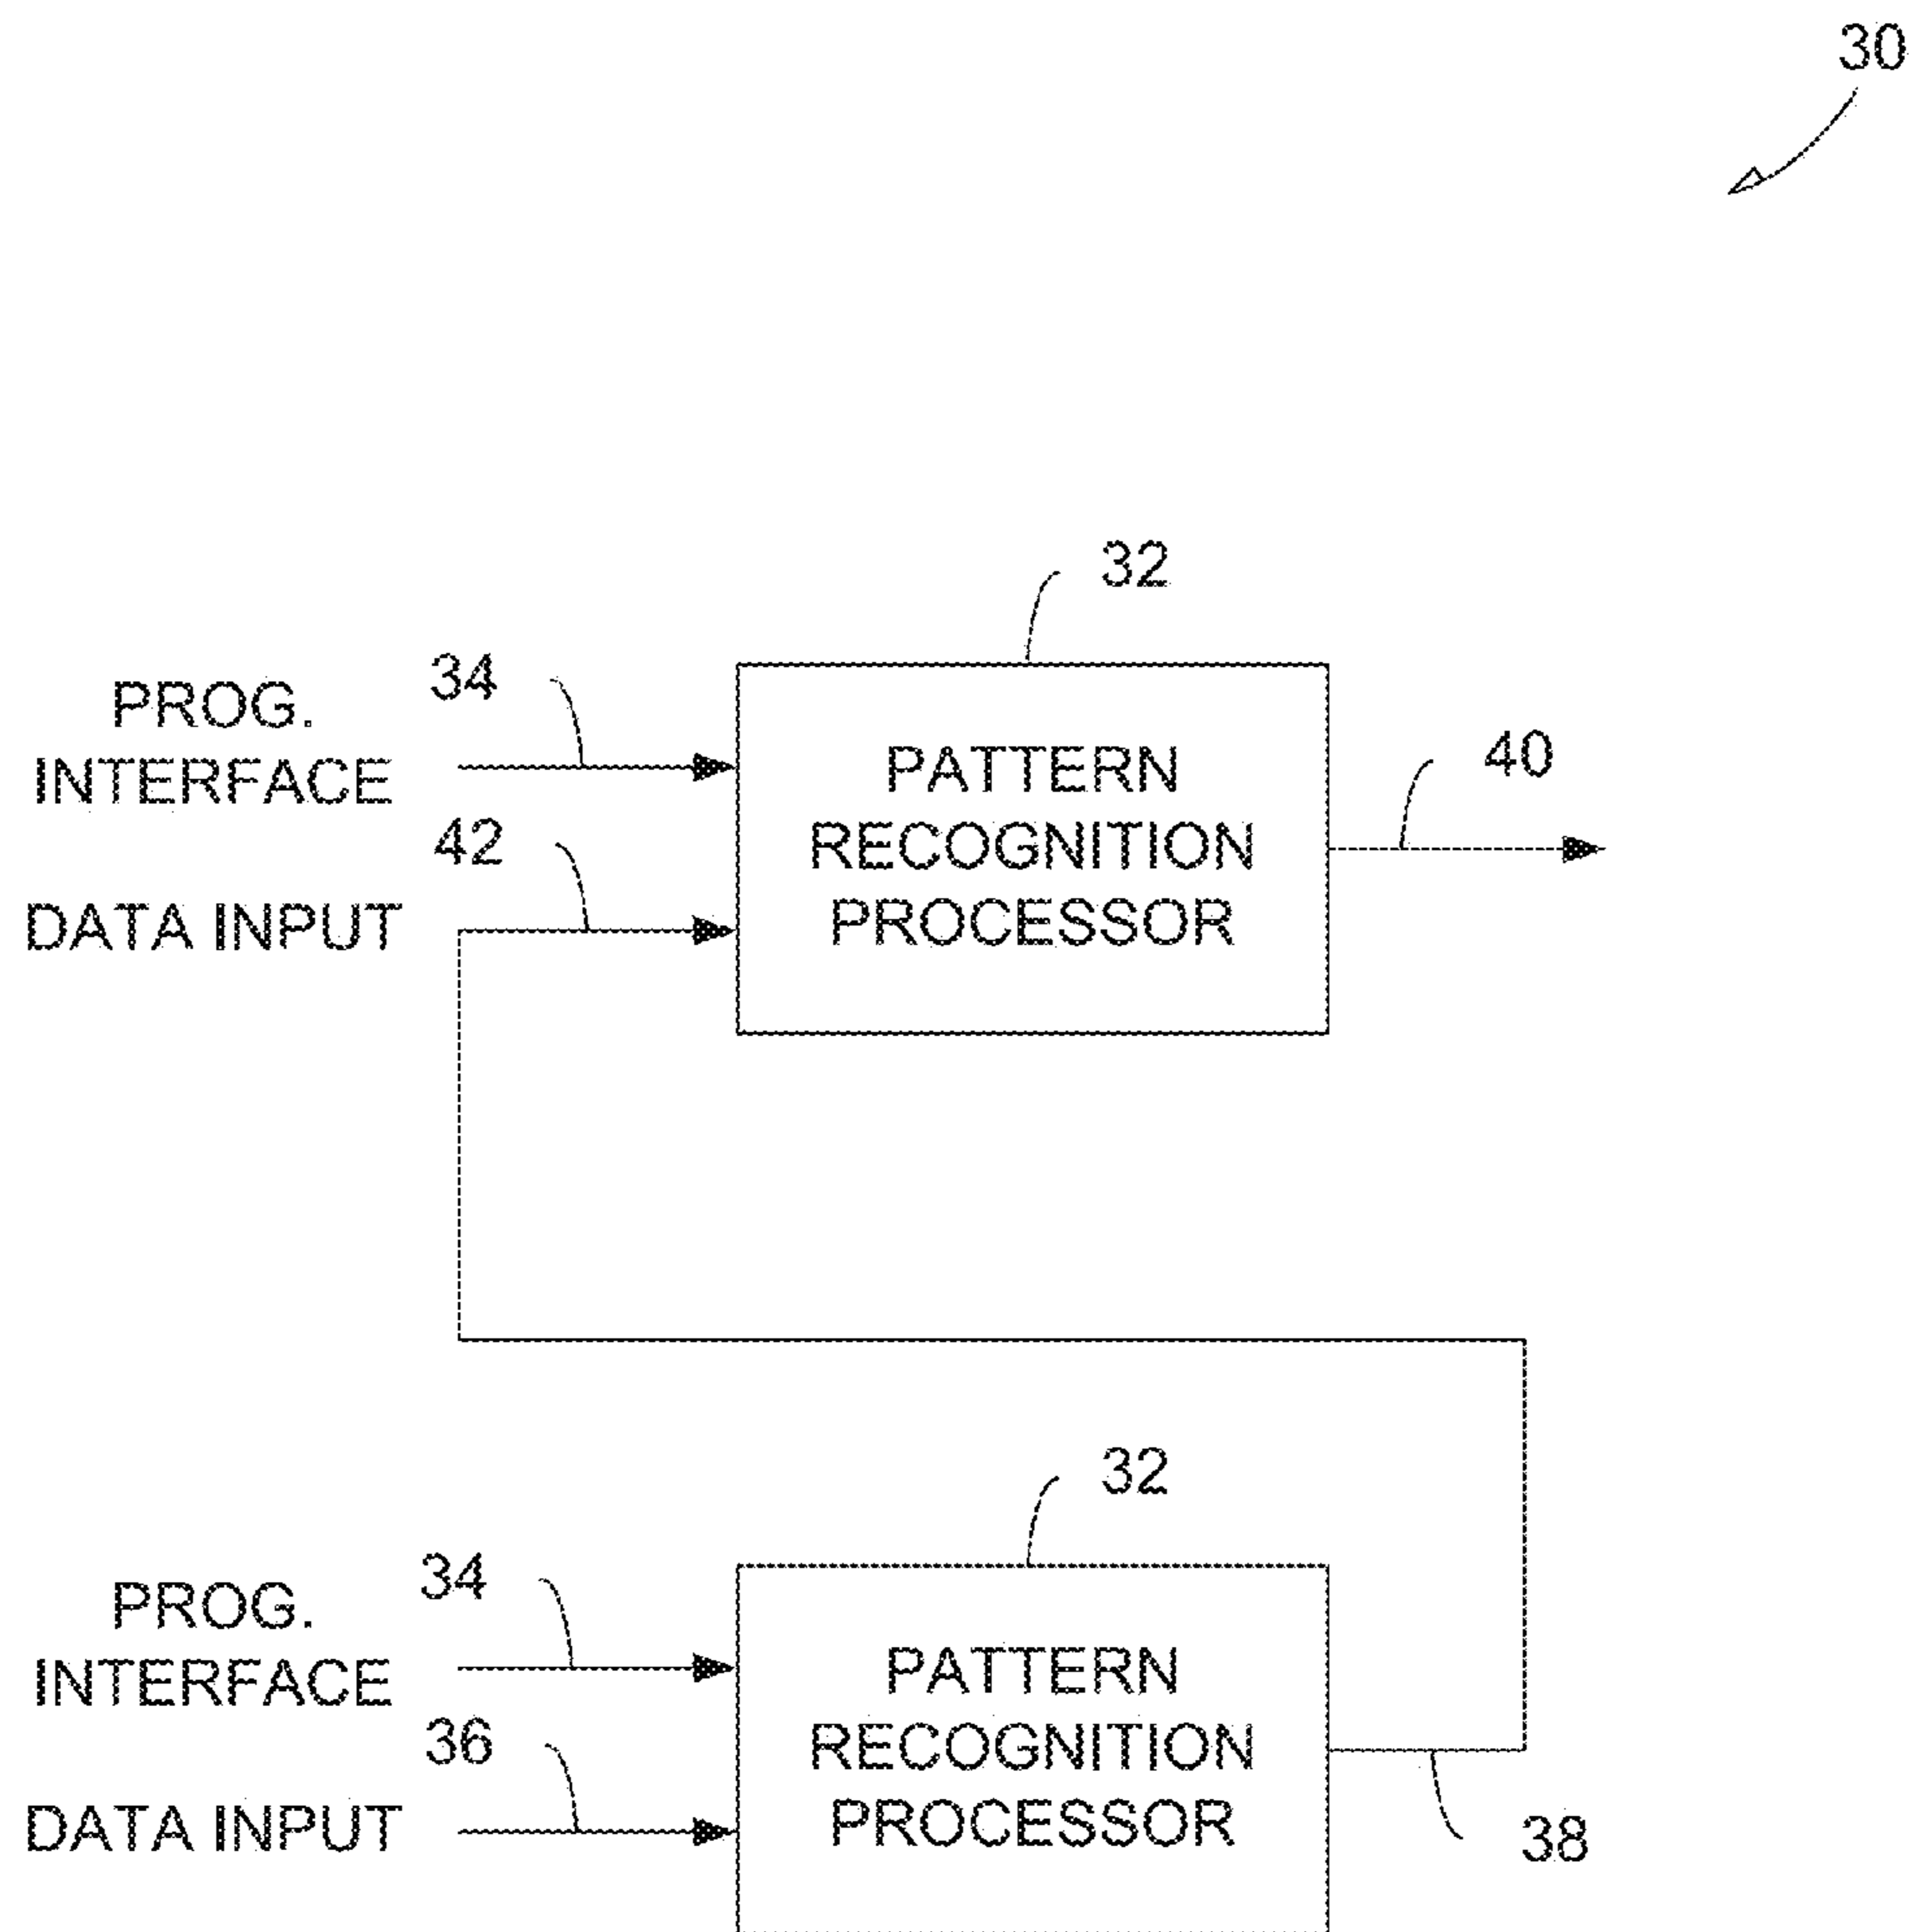 30
32
34
PROG.
INTERFACE
40
PATTERN
RECOGNITION
PROCESSOR
42
DATA INPUT
32
34
PROG.
INTERFACE
PATTERN
RECOGNITION
PROCESSOR
36
DATA INPUT
38